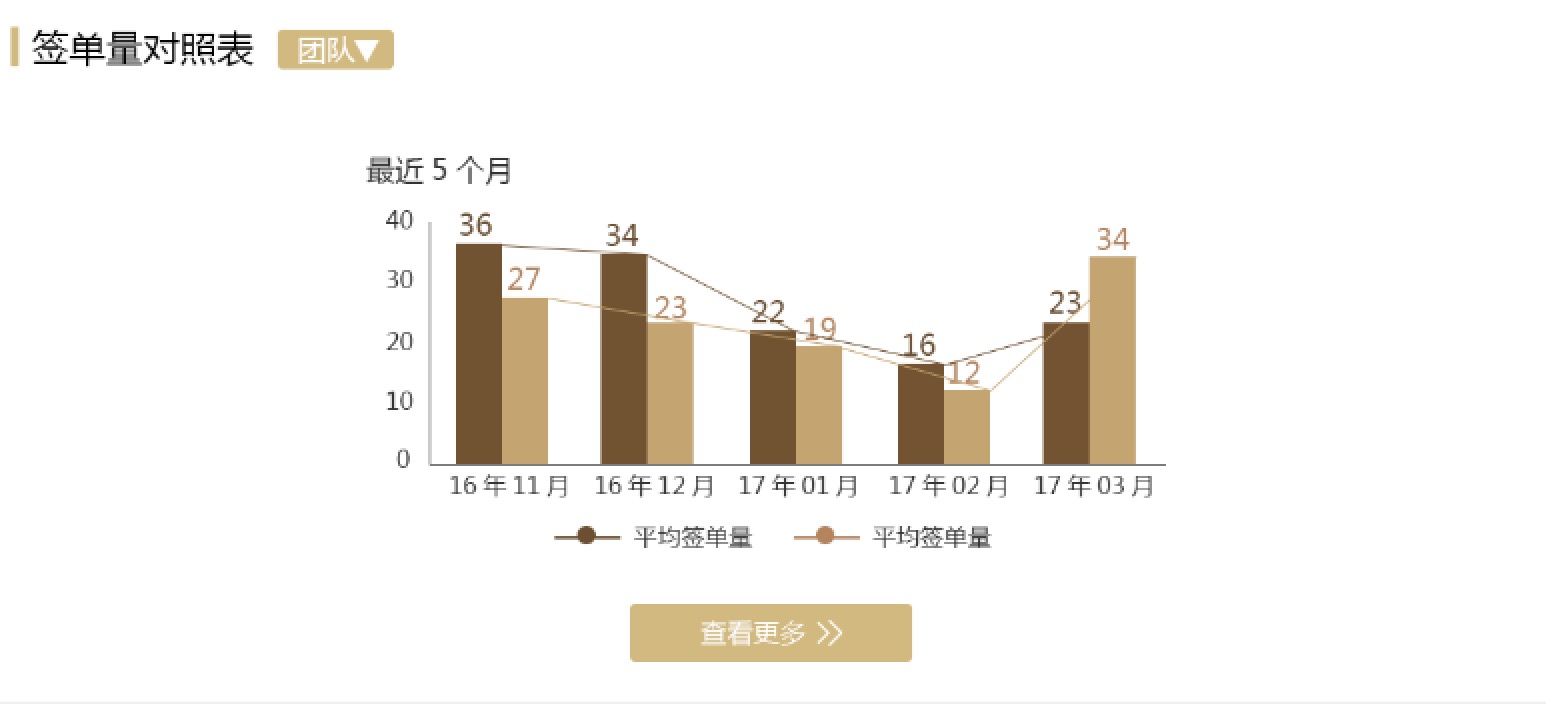 签单量对照表 团队▼
最近 5 个月
40
30
20
10
0
36 27 34 23 22 19 16 12 23 34
16 年 11 月 16 年 12 月 17 年 01 月 17 年 02 月 17 年 03 月
平均签单量 平均签单量
查看更多 >>